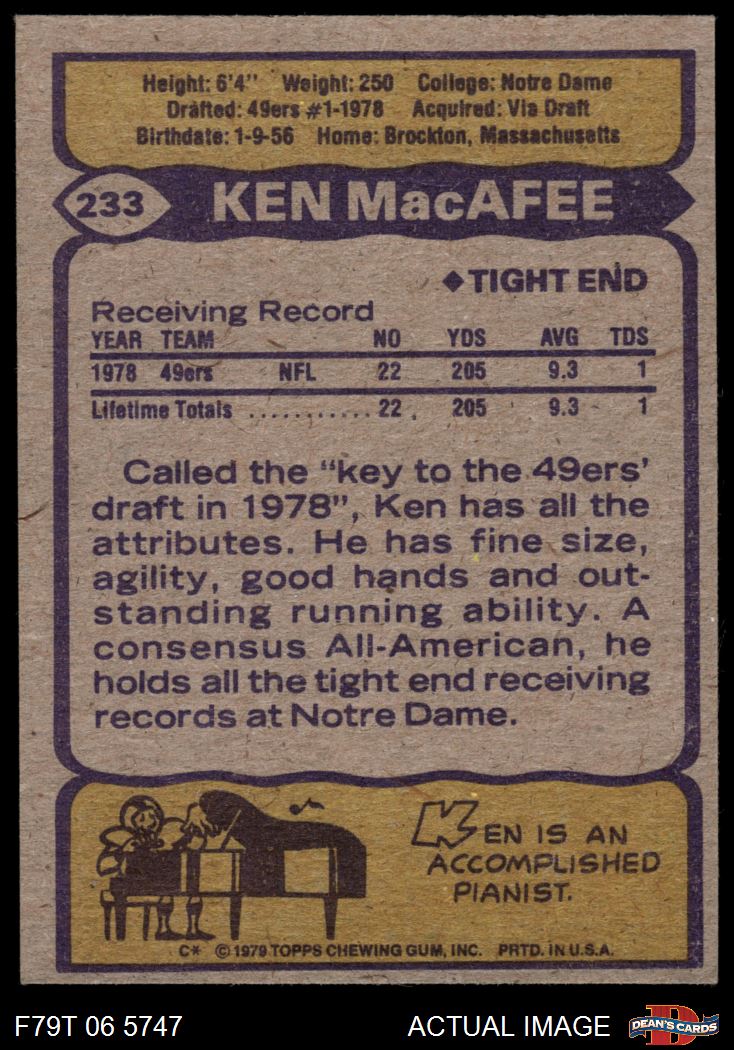 Height: 6'4" Weight: 250 College: Notre Dame
Drafted: 49ers #1-1978 Acquired: Via Draft
Birthdate: 1-9-56 Home: Brockton, Massachusetts
233 KEN MacAFEE
◆TIGHT END
Receiving Record
YEAR TEAM NO YDS AVG TDS
1978 49ers NFL 22 205 9.3 1
Lifetime Totals ........... 22 205 9.3 1
Called the "key to the 49ers'
draft in 1978", Ken has all the
attributes. He has fine size,
agility, good hands and out-
standing running ability. A
consensus All-American, he
holds all the tight end receiving
records at Notre Dame.
KEN IS AN
ACCOMPLISHED
PIANIST.
C* ©1979 TOPPS CHEWING GUM, INC. PRTD. IN U.S.A.
F79T 06 5747 ACTUAL IMAGE D DEAN'S CARDS